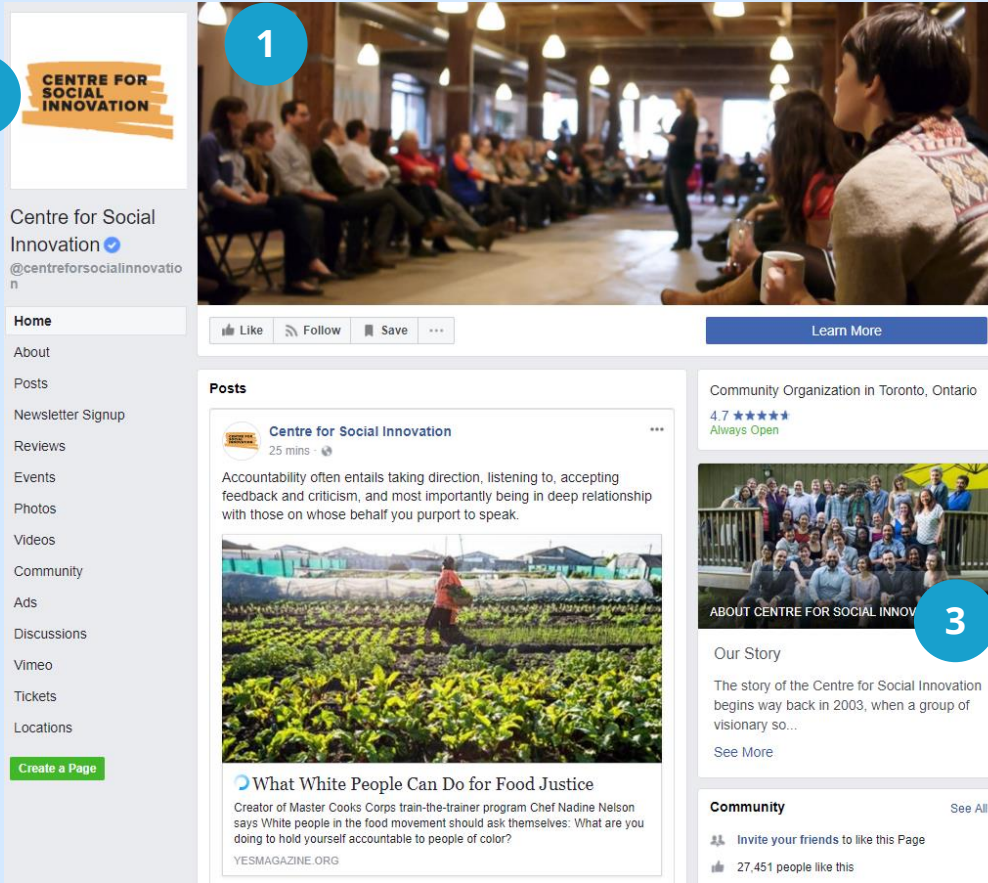 1
CENTRE FOR
SOCIAL
INNOVATION
Centre for Social
Innovation
@centreforsocialinnovatio
n
Home
About
Posts
Newsletter Signup
Reviews
Events
Photos
Videos
Community
Ads
Discussions
Vimeo
Tickets
Locations
Create a Page
Like
Follow
Save
...
Learn More
Posts
Centre for Social Innovation
25 mins ·
...
Accountability often entails taking direction, listening to, accepting
feedback and criticism, and most importantly being in deep relationship
with those on whose behalf you purport to speak.
What White People Can Do for Food Justice
Creator of Master Cooks Corps train-the-trainer program Chef Nadine Nelson
says White people in the food movement should ask themselves: What are you
doing to hold yourself accountable to people of color?
YESMAGAZINE.ORG
Community Organization in Toronto, Ontario
4.7 ★★★★★
Always Open
ABOUT CENTRE FOR SOCIAL INNOV
3
Our Story
The story of the Centre for Social Innovation
begins way back in 2003, when a group of
visionary so...
See More
Community
See All
Invite your friends to like this Page
27,451 people like this